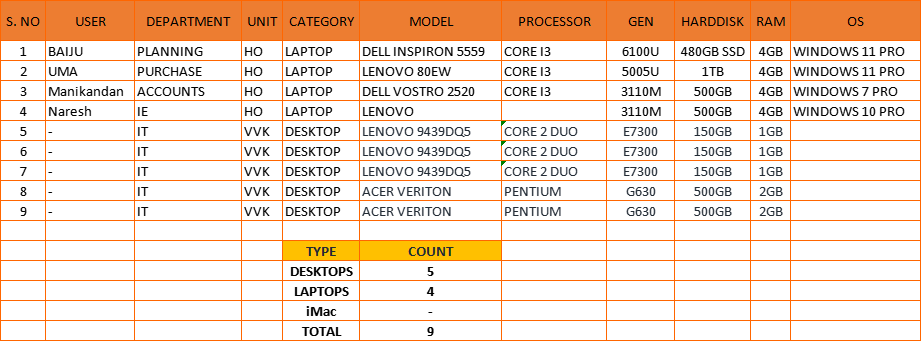 S. NO USER DEPARTMENT UNIT CATEGORY MODEL PROCESSOR GEN HARDDISK RAM OS
1 BAIJU PLANNING HO LAPTOP DELL INSPIRON 5559 CORE I3 6100U 480GB SSD 4GB WINDOWS 11 PRO
2 UMA PURCHASE HO LAPTOP LENOVO 80EW CORE I3 5005U 1TB 4GB WINDOWS 11 PRO
3 Manikandan ACCOUNTS HO LAPTOP DELL VOSTRO 2520 CORE I3 3110M 500GB 4GB WINDOWS 7 PRO
4 Naresh IE HO LAPTOP LENOVO 3110M 500GB 4GB WINDOWS 10 PRO
5 - IT VVK DESKTOP LENOVO 9439DQ5 CORE 2 DUO E7300 150GB 1GB
6 - IT VVK DESKTOP LENOVO 9439DQ5 CORE 2 DUO E7300 150GB 1GB
7 - IT VVK DESKTOP LENOVO 9439DQ5 CORE 2 DUO E7300 150GB 1GB
8 - IT VVK DESKTOP ACER VERITON PENTIUM G630 500GB 2GB
9 - IT VVK DESKTOP ACER VERITON PENTIUM G630 500GB 2GB
TYPE COUNT
DESKTOPS 5
LAPTOPS 4
iMac -
TOTAL 9